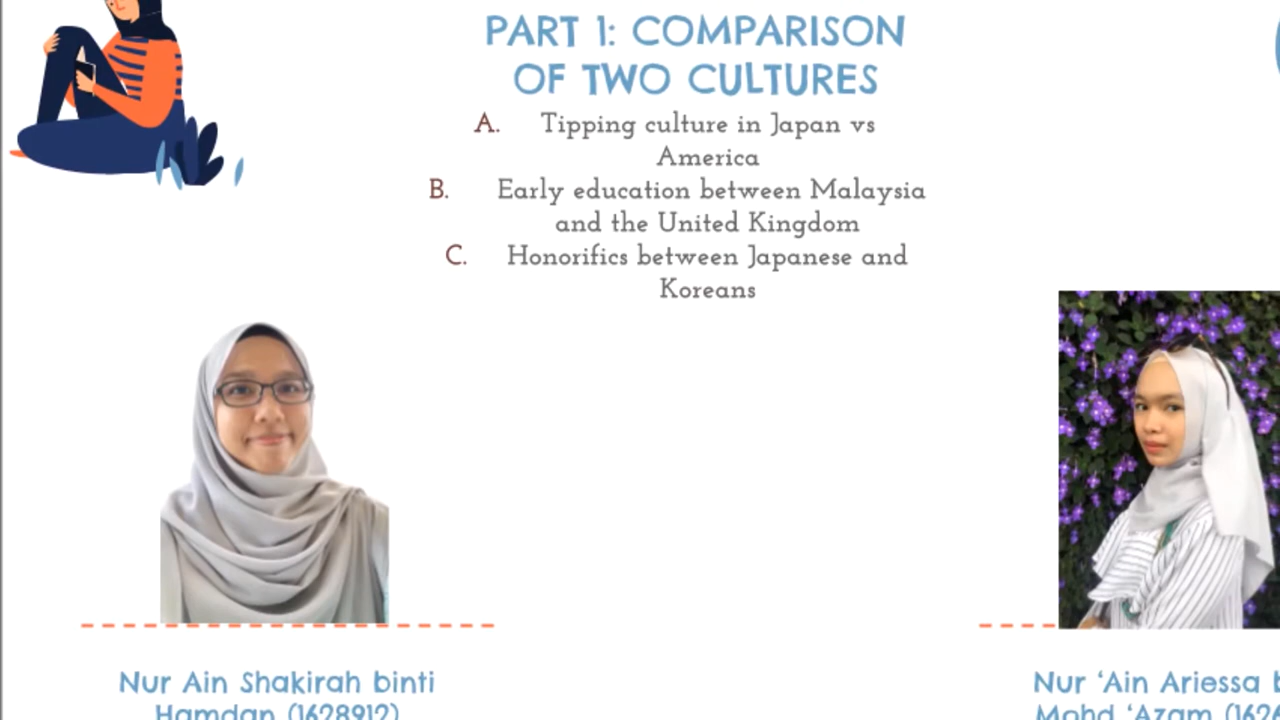 PART 1: COMPARISON
OF TWO CULTURES
A. Tipping culture in Japan vs
America
B. Early education between Malaysia
and the United Kingdom
C. Honorifics between Japanese and
Koreans
Nur Ain Shakirah binti
Hamdan (1628912)
Nur ‘Ain Ariessa
Mohd ‘Azam